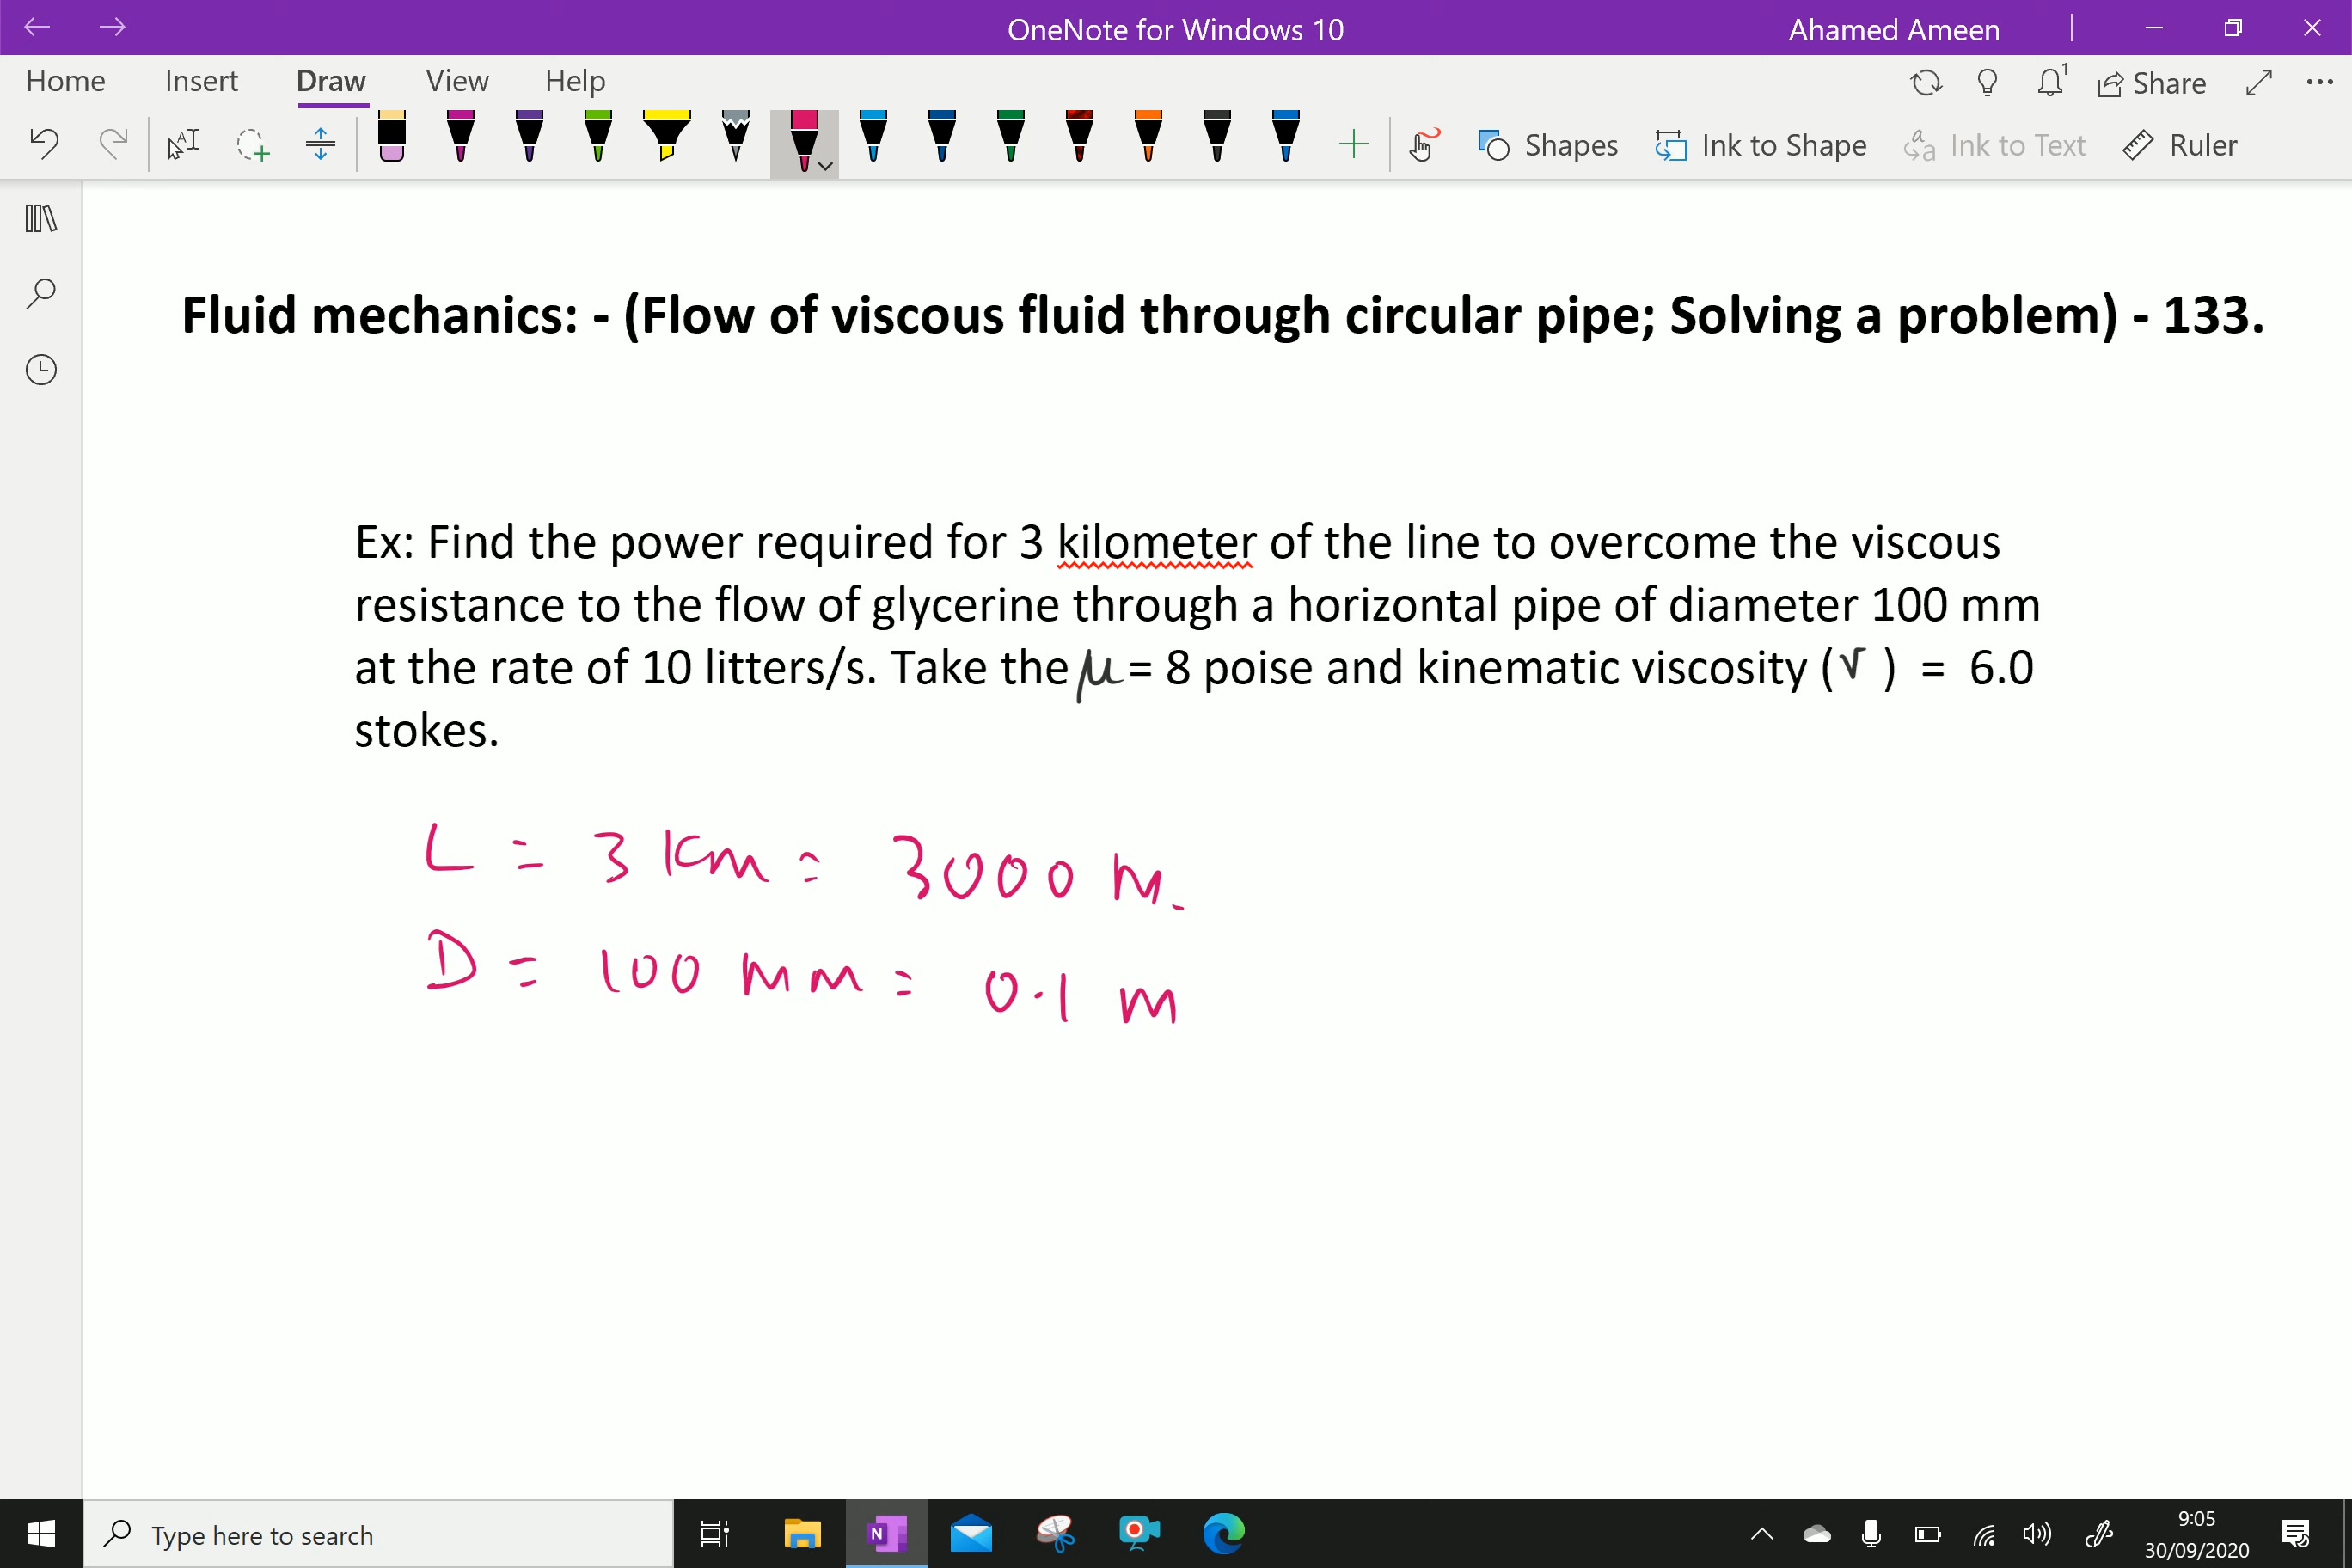 OneNote for Windows 10
Ahamed Ameen
Home Insert Draw View Help
1 Share
Shapes Ink to Shape Ink to Text Ruler
Fluid mechanics: - (Flow of viscous fluid through circular pipe; Solving a problem) - 133.
Ex: Find the power required for 3 kilometer of the line to overcome the viscous
resistance to the flow of glycerine through a horizontal pipe of diameter 100 mm
at the rate of 10 litters/s. Take the μ = 8 poise and kinematic viscosity (√) = 6.0
stokes.
L = 3 Km = 3000 m.
D = 100 mm = 0.1 m
Type here to search
N
9:05
30/09/2020